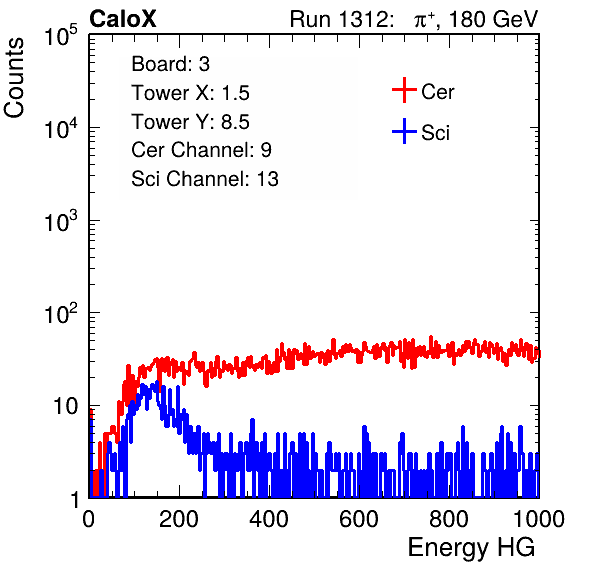 CaloX Run 1312: π⁺, 180 GeV
Counts
10⁵
10⁴
10³
10²
10
1
Board: 3
Tower X: 1.5
Tower Y: 8.5
Cer Channel: 9
Sci Channel: 13
Cer
Sci
0 200 400 600 800 1000
Energy HG